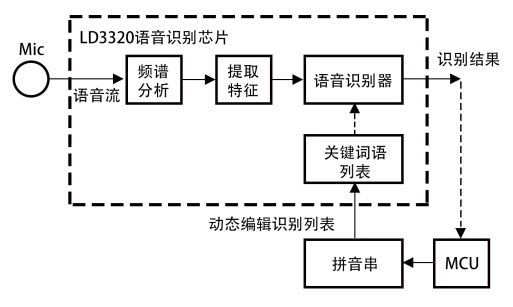 Mic
LD3320语音识别芯片
语音流
频谱
分析
提取
特征
语音识别器
识别结果
关键词语
列表
动态编辑识别列表
拼音串
MCU